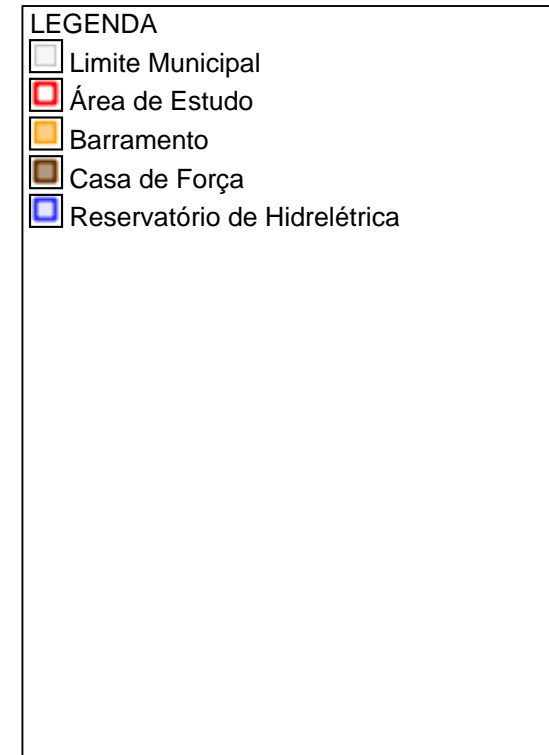 LEGENDA
Limite Municipal
Área de Estudo
Barramento
Casa de Força
Reservatório de Hidrelétrica